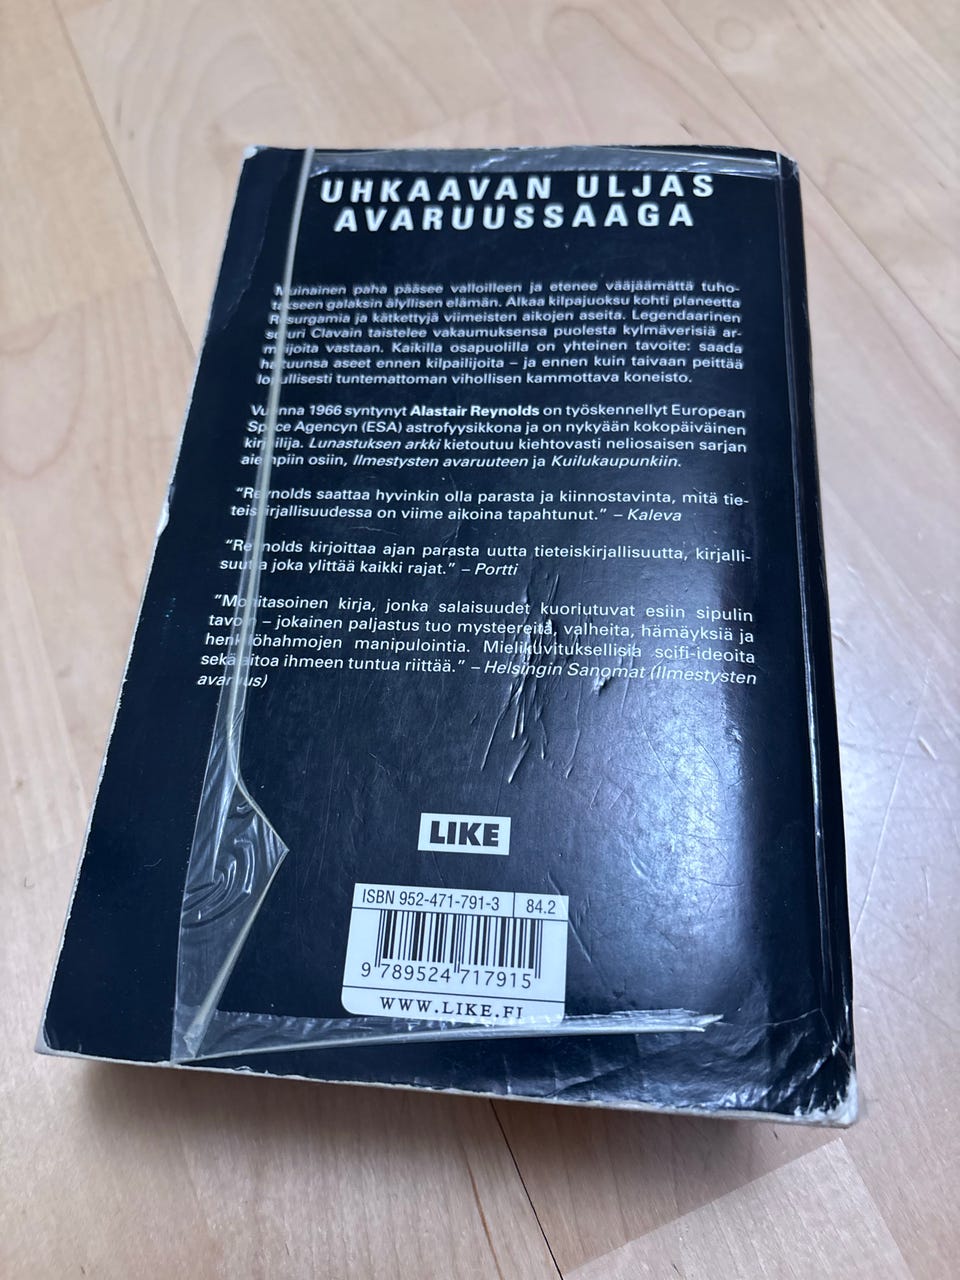 UHKAAVAN ULJAS
AVARUUSSAAGA
Muinainen paha pääsee valloilleen ja etenee vääjäämättä tuho-
takseen galaksin älyllisen elämän. Alkaa kilpajuoksu kohti planeetta
Resurgamia ja kätkettyjä viimeisten aikojen aseita. Legendaarinen
soturi Clavain taistelee vakaumuksensa puolesta kylmäverisiä ar-
meijoita vastaan. Kaikilla osapuolilla on yhteinen tavoite: saada
haltuunsa aseet ennen kilpailijoita – ja ennen kuin taivaan peittää
lopullisesti tuntemattoman vihollisen kammottava koneisto.
Vuonna 1966 syntynyt Alastair Reynolds on työskennellyt European
Space Agencyn (ESA) astrofyysikkona ja on nykyään kokopäiväinen
kirjailija. Lunastuksen arkki kietoutuu kiehtovasti neliosaisen sarjan
aiempiin osiin, Ilmestysten avaruuteen ja Kuilukaupunkiin.
"Reynolds saattaa hyvinkin olla parasta ja kiinnostavinta, mitä tie-
teiskirjallisuudessa on viime aikoina tapahtunut." – Kaleva
"Reynolds kirjoittaa ajan parasta uutta tieteiskirjallisuutta, kirjalli-
suutta joka ylittää kaikki rajat." – Portti
"Monitasoinen kirja, jonka salaisuudet kuoriutuvat esiin sipulin
tavoin – jokainen paljastus tuo mysteereitä, valheita, hämäyksiä ja
henkilöhahmojen manipulointia. Mielikuvituksellisia scifi-ideoita
sekä aitoa ihmeen tuntua riittää." – Helsingin Sanomat (Ilmestysten
avaruus)
LIKE
ISBN 952-471-791-3 84.2
9 789524 717915
WWW.LIKE.FI